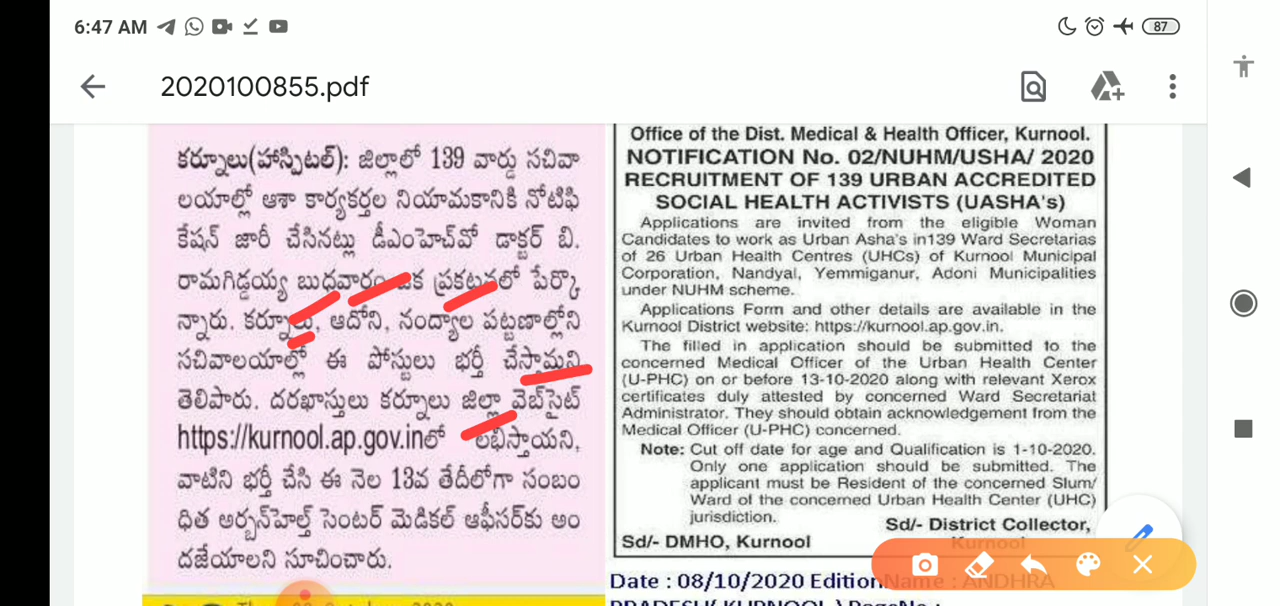 6:47 AM
87
2020100855.pdf
కర్నూలు(హాస్పిటల్): జిల్లాలో 139 వార్డు సచివా
లయాల్లో ఆశా కార్యకర్తల నియామకానికి నోటిఫి
కేషన్ జారీ చేసినట్లు డీఎంహెచ్‌వో డాక్టర్ బి.
రామగిడ్డయ్య బుధవారం ఒక ప్రకటనలో పేర్కొ
న్నారు. కర్నూలు, ఆదోని, నంద్యాల పట్టణాల్లోని
సచివాలయాల్లో ఈ పోస్టులు భర్తీ చేస్తామని
తెలిపారు. దరఖాస్తులు కర్నూలు జిల్లా వెబ్‌సైట్
https://kurnool.ap.gov.inలో లభిస్తాయని,
వాటిని భర్తీ చేసి ఈ నెల 13వ తేదీలోగా సంబం
ధిత అర్బన్‌హెల్త్ సెంటర్ మెడికల్ ఆఫీసర్‌కు అం
దజేయాలని సూచించారు.
Office of the Dist. Medical & Health Officer, Kurnool.
NOTIFICATION No. 02/NUHM/USHA/ 2020
RECRUITMENT OF 139 URBAN ACCREDITED
SOCIAL HEALTH ACTIVISTS (UASHA's)
Applications are invited from the eligible Woman
Candidates to work as Urban Asha's in139 Ward Secretarias
of 26 Urban Health Centres (UHCs) of Kurnool Municipal
Corporation, Nandyal, Yemmiganur, Adoni Municipalities
under NUHM scheme.
Applications Form and other details are available in the
Kurnool District website: https://kurnool.ap.gov.in.
The filled in application should be submitted to the
concerned Medical Officer of the Urban Health Center
(U-PHC) on or before 13-10-2020 along with relevant Xerox
certificates duly attested by concerned Ward Secretariat
Administrator. They should obtain acknowledgement from the
Medical Officer (U-PHC) concerned.
Note: Cut off date for age and Qualification is 1-10-2020.
Only one application should be submitted. The
applicant must be Resident of the concerned Slum/
Ward of the concerned Urban Health Center (UHC)
jurisdiction.
Sd/- District Collector,
Sd/- DMHO, Kurnool
Kurnool
Date : 08/10/2020 EditionName : ANDHRA
PRADESH( KURNOOL ) PageNo :